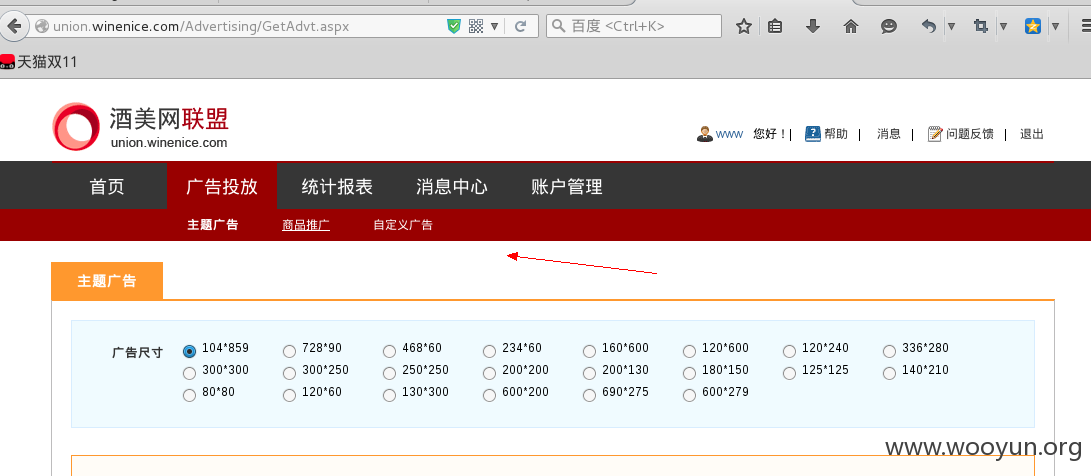 union.winenice.com/Advertising/GetAdvt.aspx
百度 <Ctrl+K>
天猫双11
酒美网联盟
union.winenice.com
www 您好！| 帮助 | 消息 | 问题反馈 | 退出
首页 广告投放 统计报表 消息中心 账户管理
主题广告 商品推广 自定义广告
主题广告
广告尺寸 104*859 728*90 468*60 234*60 160*600 120*600 120*240 336*280
300*300 300*250 250*250 200*200 200*130 180*150 125*125 140*210
80*80 120*60 130*300 600*200 690*275 600*279
www.wooyun.org